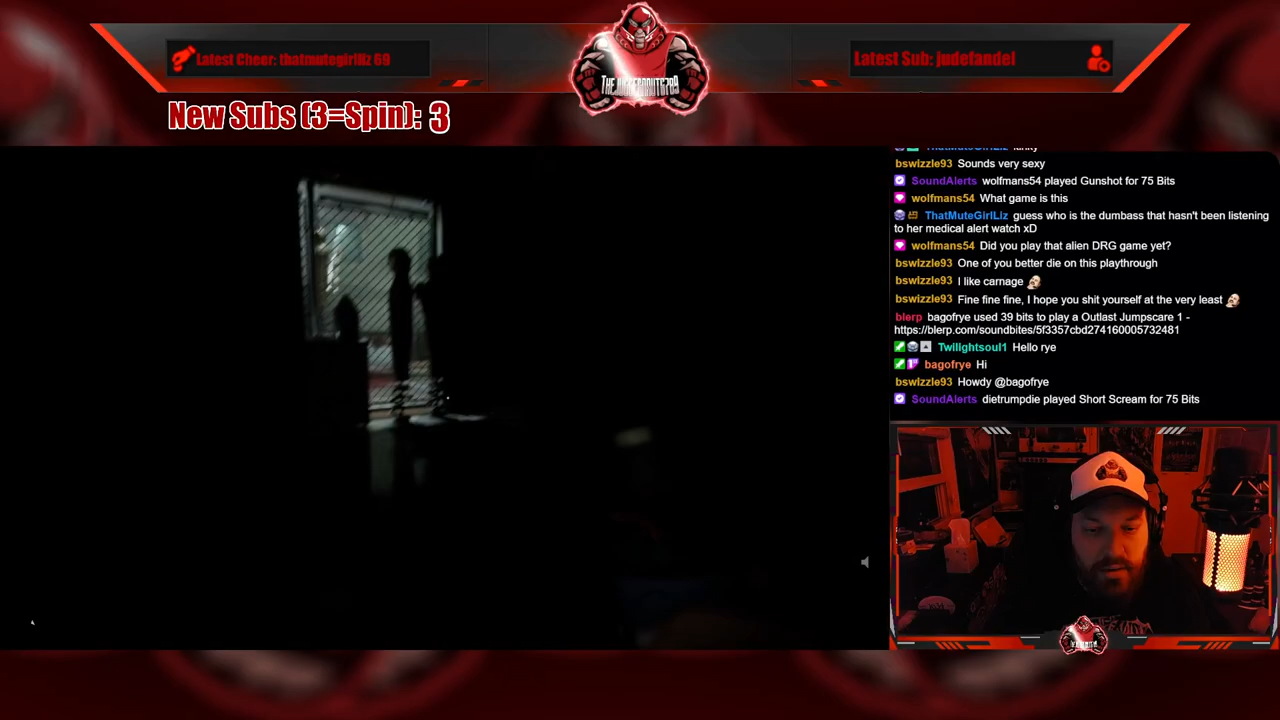 Latest Cheer: thatmutegirlliz 69
Latest Sub: judefandel
THEJUGGERNAUT6789
New Subs (3=Spin): 3
bswizzle93 Sounds very sexy
SoundAlerts wolfmans54 played Gunshot for 75 Bits
wolfmans54 What game is this
ThatMuteGirlLiz guess who is the dumbass that hasn't been listening
to her medical alert watch xD
wolfmans54 Did you play that alien DRG game yet?
bswizzle93 One of you better die on this playthrough
bswizzle93 I like carnage
bswizzle93 Fine fine fine, I hope you shit yourself at the very least
blerp bagofrye used 39 bits to play a Outlast Jumpscare 1 -
https://blerp.com/soundbites/5f3357cbd274160005732481
Twilightsoul1 Hello rye
bagofrye Hi
bswizzle93 Howdy @bagofrye
SoundAlerts dietrumpdie played Short Scream for 75 Bits